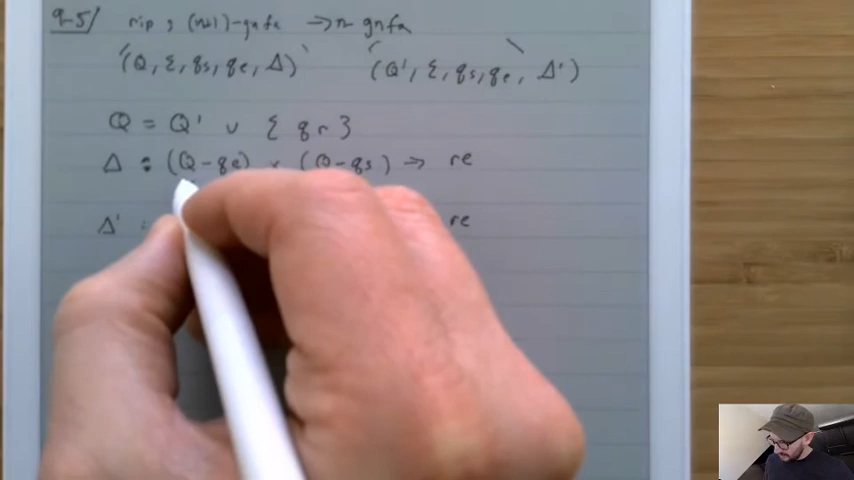 9-5/ rip : (n+1)-gnfa → n gnfa
(Q, Σ, qs, qe, Δ) (Q', Σ, qs, qe, Δ')
Q = Q' ∪ { qr }
Δ : (Q-qe) × (Q-qs) → re
Δ' : re